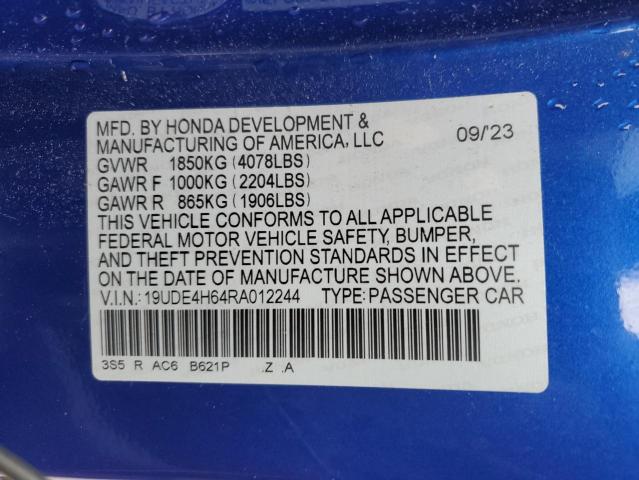 MFD. BY HONDA DEVELOPMENT &
MANUFACTURING OF AMERICA, LLC 09/'23
GVWR 1850KG (4078LBS)
GAWR F 1000KG (2204LBS)
GAWR R 865KG (1906LBS)
THIS VEHICLE CONFORMS TO ALL APPLICABLE
FEDERAL MOTOR VEHICLE SAFETY, BUMPER,
AND THEFT PREVENTION STANDARDS IN EFFECT
ON THE DATE OF MANUFACTURE SHOWN ABOVE.
V.I.N.: 19UDE4H64RA012244 TYPE: PASSENGER CAR
3S5 R AC6 B621P .Z .A